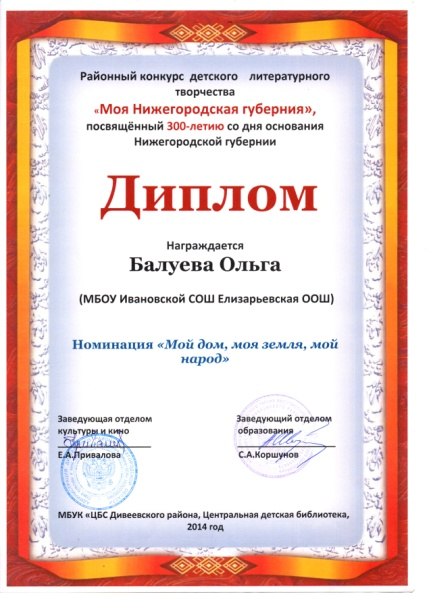 Районный конкурс детского литературного
творчества
«Моя Нижегородская губерния»,
посвящённый 300-летию со дня основания
Нижегородской губернии
Диплом
Награждается
Балуева Ольга
(МБОУ Ивановской СОШ Елизарьевская ООШ)
Номинация «Мой дом, моя земля, мой
народ»
Заведующая отделом
культуры и кино
Е.А.Привалова
Заведующий отделом
образования
С.А.Коршунов
МБУК «ЦБС Дивеевского района, Центральная детская библиотека,
2014 год